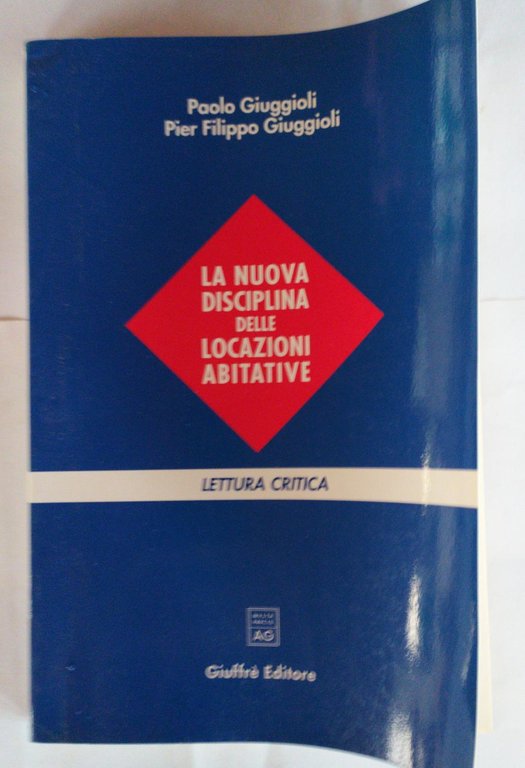 Paolo Giuggioli
Pier Filippo Giuggioli
LA NUOVA
DISCIPLINA
DELLE
LOCAZIONI
ABITATIVE
LETTURA CRITICA
AG
Giuffrè Editore